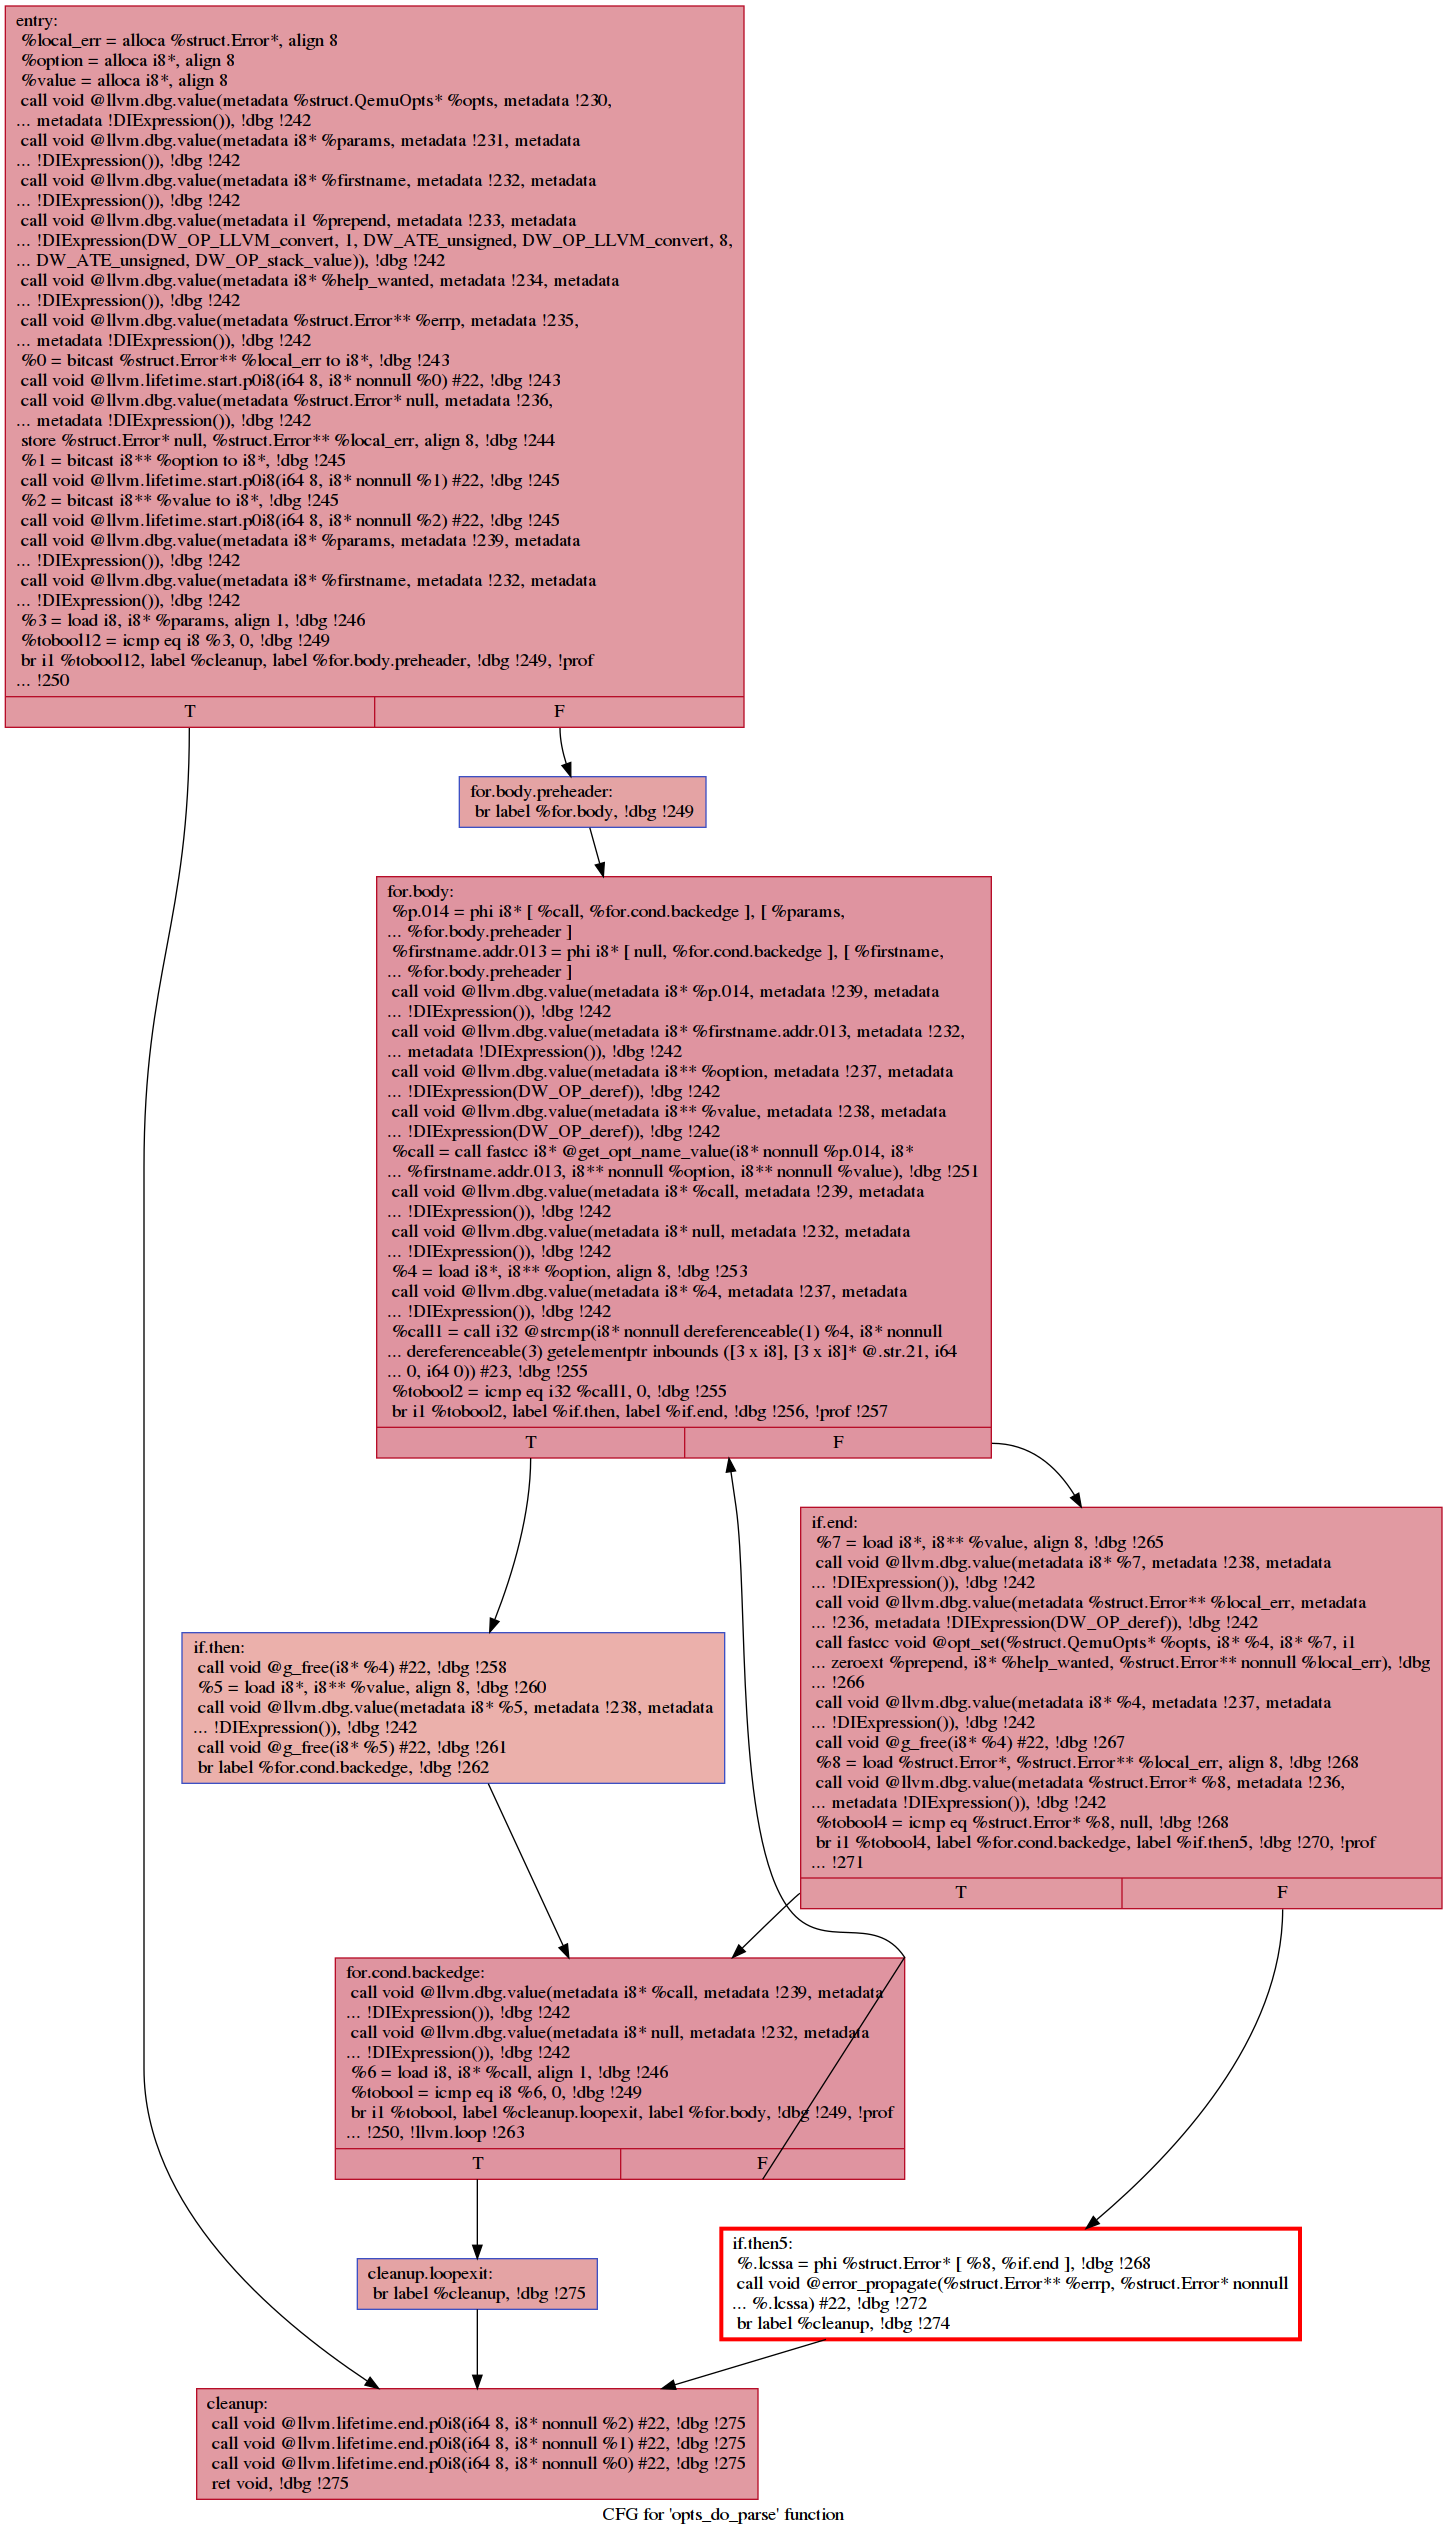 entry:
%local_err = alloca %struct.Error*, align 8
%option = alloca i8*, align 8
%value = alloca i8*, align 8
call void @llvm.dbg.value(metadata %struct.QemuOpts* %opts, metadata !230,
... metadata !DIExpression()), !dbg !242
call void @llvm.dbg.value(metadata i8* %params, metadata !231, metadata
... !DIExpression()), !dbg !242
call void @llvm.dbg.value(metadata i8* %firstname, metadata !232, metadata
... !DIExpression()), !dbg !242
call void @llvm.dbg.value(metadata i1 %prepend, metadata !233, metadata
... !DIExpression(DW_OP_LLVM_convert, 1, DW_ATE_unsigned, DW_OP_LLVM_convert, 8,
... DW_ATE_unsigned, DW_OP_stack_value)), !dbg !242
call void @llvm.dbg.value(metadata i8* %help_wanted, metadata !234, metadata
... !DIExpression()), !dbg !242
call void @llvm.dbg.value(metadata %struct.Error** %errp, metadata !235,
... metadata !DIExpression()), !dbg !242
%0 = bitcast %struct.Error** %local_err to i8*, !dbg !243
call void @llvm.lifetime.start.p0i8(i64 8, i8* nonnull %0) #22, !dbg !243
call void @llvm.dbg.value(metadata %struct.Error* null, metadata !236,
... metadata !DIExpression()), !dbg !242
store %struct.Error* null, %struct.Error** %local_err, align 8, !dbg !244
%1 = bitcast i8** %option to i8*, !dbg !245
call void @llvm.lifetime.start.p0i8(i64 8, i8* nonnull %1) #22, !dbg !245
%2 = bitcast i8** %value to i8*, !dbg !245
call void @llvm.lifetime.start.p0i8(i64 8, i8* nonnull %2) #22, !dbg !245
call void @llvm.dbg.value(metadata i8* %params, metadata !239, metadata
... !DIExpression()), !dbg !242
call void @llvm.dbg.value(metadata i8* %firstname, metadata !232, metadata
... !DIExpression()), !dbg !242
%3 = load i8, i8* %params, align 1, !dbg !246
%tobool12 = icmp eq i8 %3, 0, !dbg !249
br i1 %tobool12, label %cleanup, label %for.body.preheader, !dbg !249, !prof
... !250
T F
for.body.preheader:
br label %for.body, !dbg !249
for.body:
%p.014 = phi i8* [ %call, %for.cond.backedge ], [ %params,
... %for.body.preheader ]
%firstname.addr.013 = phi i8* [ null, %for.cond.backedge ], [ %firstname,
... %for.body.preheader ]
call void @llvm.dbg.value(metadata i8* %p.014, metadata !239, metadata
... !DIExpression()), !dbg !242
call void @llvm.dbg.value(metadata i8* %firstname.addr.013, metadata !232,
... metadata !DIExpression()), !dbg !242
call void @llvm.dbg.value(metadata i8** %option, metadata !237, metadata
... !DIExpression(DW_OP_deref)), !dbg !242
call void @llvm.dbg.value(metadata i8** %value, metadata !238, metadata
... !DIExpression(DW_OP_deref)), !dbg !242
%call = call fastcc i8* @get_opt_name_value(i8* nonnull %p.014, i8*
... %firstname.addr.013, i8** nonnull %option, i8** nonnull %value), !dbg !251
call void @llvm.dbg.value(metadata i8* %call, metadata !239, metadata
... !DIExpression()), !dbg !242
call void @llvm.dbg.value(metadata i8* null, metadata !232, metadata
... !DIExpression()), !dbg !242
%4 = load i8*, i8** %option, align 8, !dbg !253
call void @llvm.dbg.value(metadata i8* %4, metadata !237, metadata
... !DIExpression()), !dbg !242
%call1 = call i32 @strcmp(i8* nonnull dereferenceable(1) %4, i8* nonnull
... dereferenceable(3) getelementptr inbounds ([3 x i8], [3 x i8]* @.str.21, i64
... 0, i64 0)) #23, !dbg !255
%tobool2 = icmp eq i32 %call1, 0, !dbg !255
br i1 %tobool2, label %if.then, label %if.end, !dbg !256, !prof !257
T F
if.end:
%7 = load i8*, i8** %value, align 8, !dbg !265
call void @llvm.dbg.value(metadata i8* %7, metadata !238, metadata
... !DIExpression()), !dbg !242
call void @llvm.dbg.value(metadata %struct.Error** %local_err, metadata
... !236, metadata !DIExpression(DW_OP_deref)), !dbg !242
call fastcc void @opt_set(%struct.QemuOpts* %opts, i8* %4, i8* %7, i1
... zeroext %prepend, i8* %help_wanted, %struct.Error** nonnull %local_err), !dbg
... !266
call void @llvm.dbg.value(metadata i8* %4, metadata !237, metadata
... !DIExpression()), !dbg !242
call void @g_free(i8* %4) #22, !dbg !267
%8 = load %struct.Error*, %struct.Error** %local_err, align 8, !dbg !268
call void @llvm.dbg.value(metadata %struct.Error* %8, metadata !236,
... metadata !DIExpression()), !dbg !242
%tobool4 = icmp eq %struct.Error* %8, null, !dbg !268
br i1 %tobool4, label %for.cond.backedge, label %if.then5, !dbg !270, !prof
... !271
T F
if.then:
call void @g_free(i8* %4) #22, !dbg !258
%5 = load i8*, i8** %value, align 8, !dbg !260
call void @llvm.dbg.value(metadata i8* %5, metadata !238, metadata
... !DIExpression()), !dbg !242
call void @g_free(i8* %5) #22, !dbg !261
br label %for.cond.backedge, !dbg !262
for.cond.backedge:
call void @llvm.dbg.value(metadata i8* %call, metadata !239, metadata
... !DIExpression()), !dbg !242
call void @llvm.dbg.value(metadata i8* null, metadata !232, metadata
... !DIExpression()), !dbg !242
%6 = load i8, i8* %call, align 1, !dbg !246
%tobool = icmp eq i8 %6, 0, !dbg !249
br i1 %tobool, label %cleanup.loopexit, label %for.body, !dbg !249, !prof
... !250, !llvm.loop !263
T F
if.then5:
%.lcssa = phi %struct.Error* [ %8, %if.end ], !dbg !268
call void @error_propagate(%struct.Error** %errp, %struct.Error* nonnull
... %.lcssa) #22, !dbg !272
br label %cleanup, !dbg !274
cleanup.loopexit:
br label %cleanup, !dbg !275
cleanup:
call void @llvm.lifetime.end.p0i8(i64 8, i8* nonnull %2) #22, !dbg !275
call void @llvm.lifetime.end.p0i8(i64 8, i8* nonnull %1) #22, !dbg !275
call void @llvm.lifetime.end.p0i8(i64 8, i8* nonnull %0) #22, !dbg !275
ret void, !dbg !275
CFG for 'opts_do_parse' function